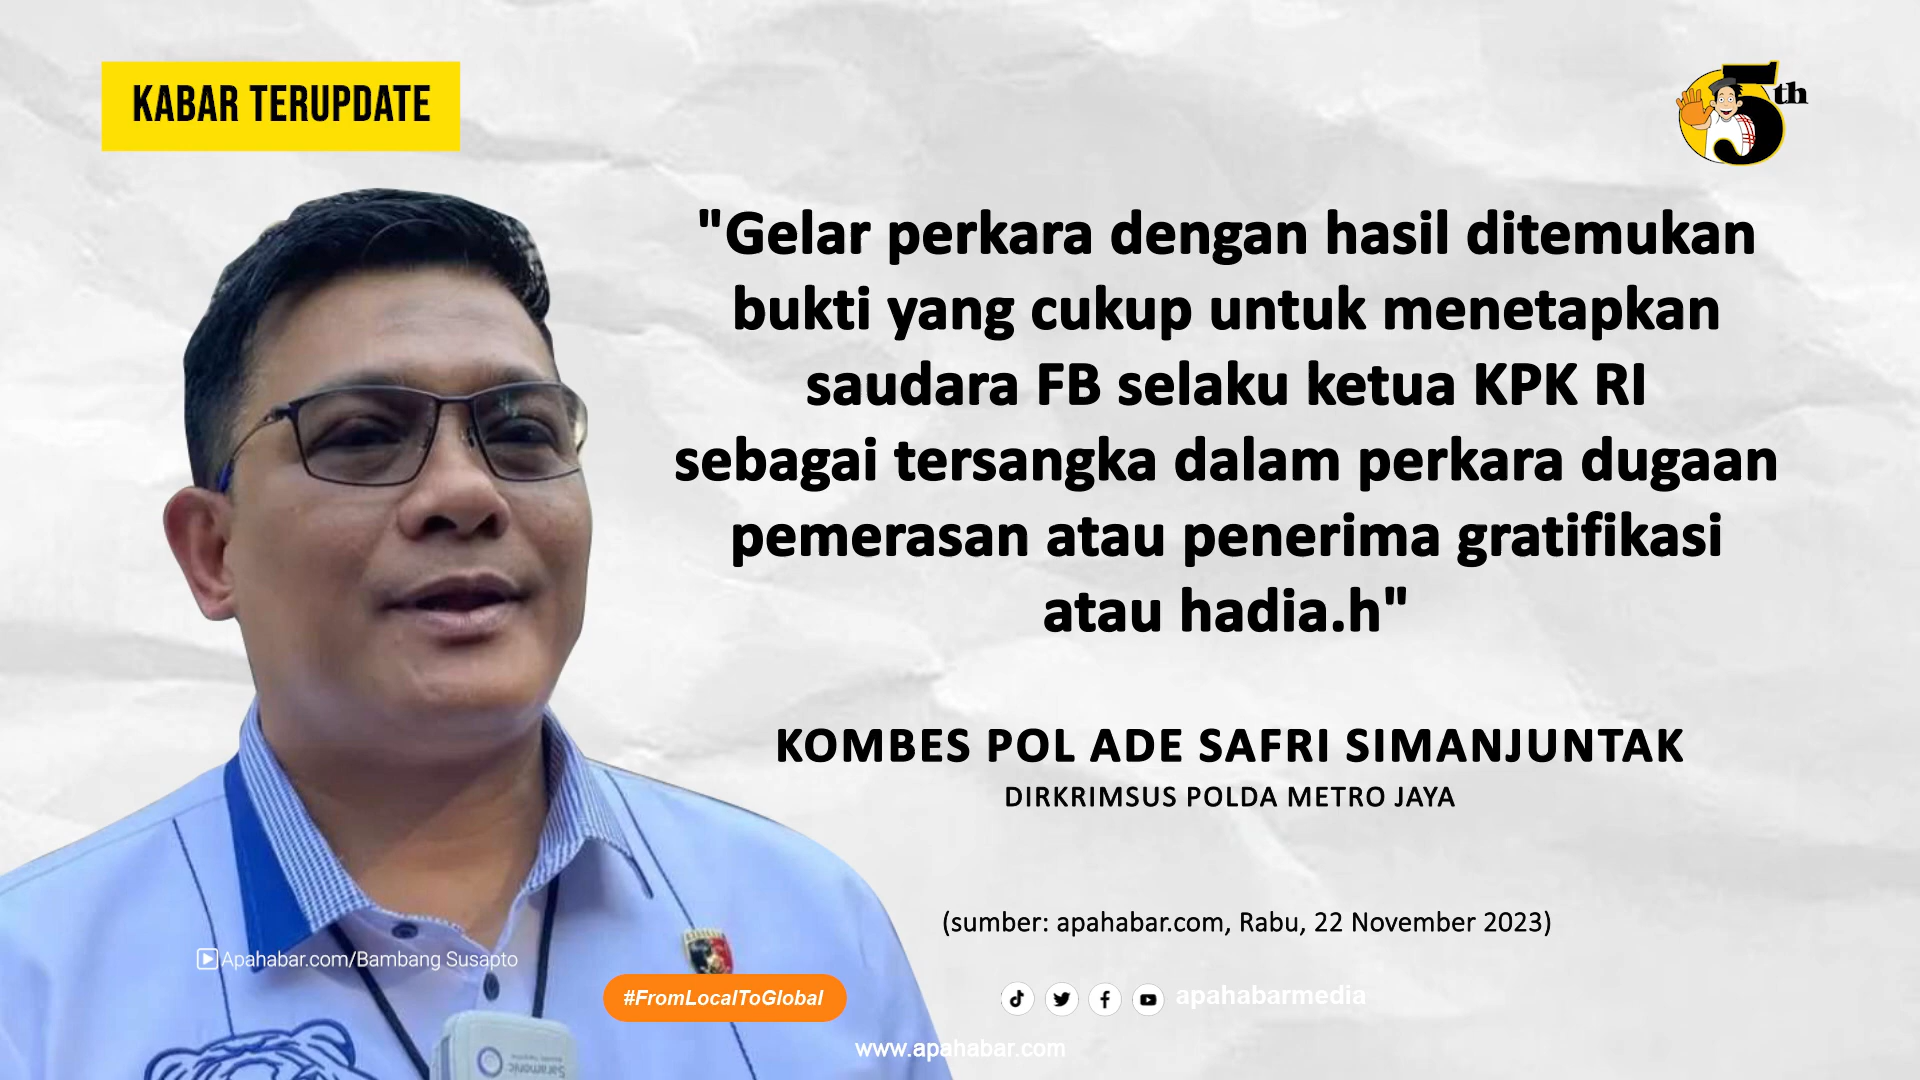 KABAR TERUPDATE
5th
"Gelar perkara dengan hasil ditemukan
bukti yang cukup untuk menetapkan
saudara FB selaku ketua KPK RI
sebagai tersangka dalam perkara dugaan
pemerasan atau penerima gratifikasi
atau hadia.h"
KOMBES POL ADE SAFRI SIMANJUNTAK
DIRKRIMSUS POLDA METRO JAYA
(sumber: apahabar.com, Rabu, 22 November 2023)
Apahabar.com/Bambang Susapto
#FromLocalToGlobal
apahabarmedia
www.apahabar.com
Saramonic